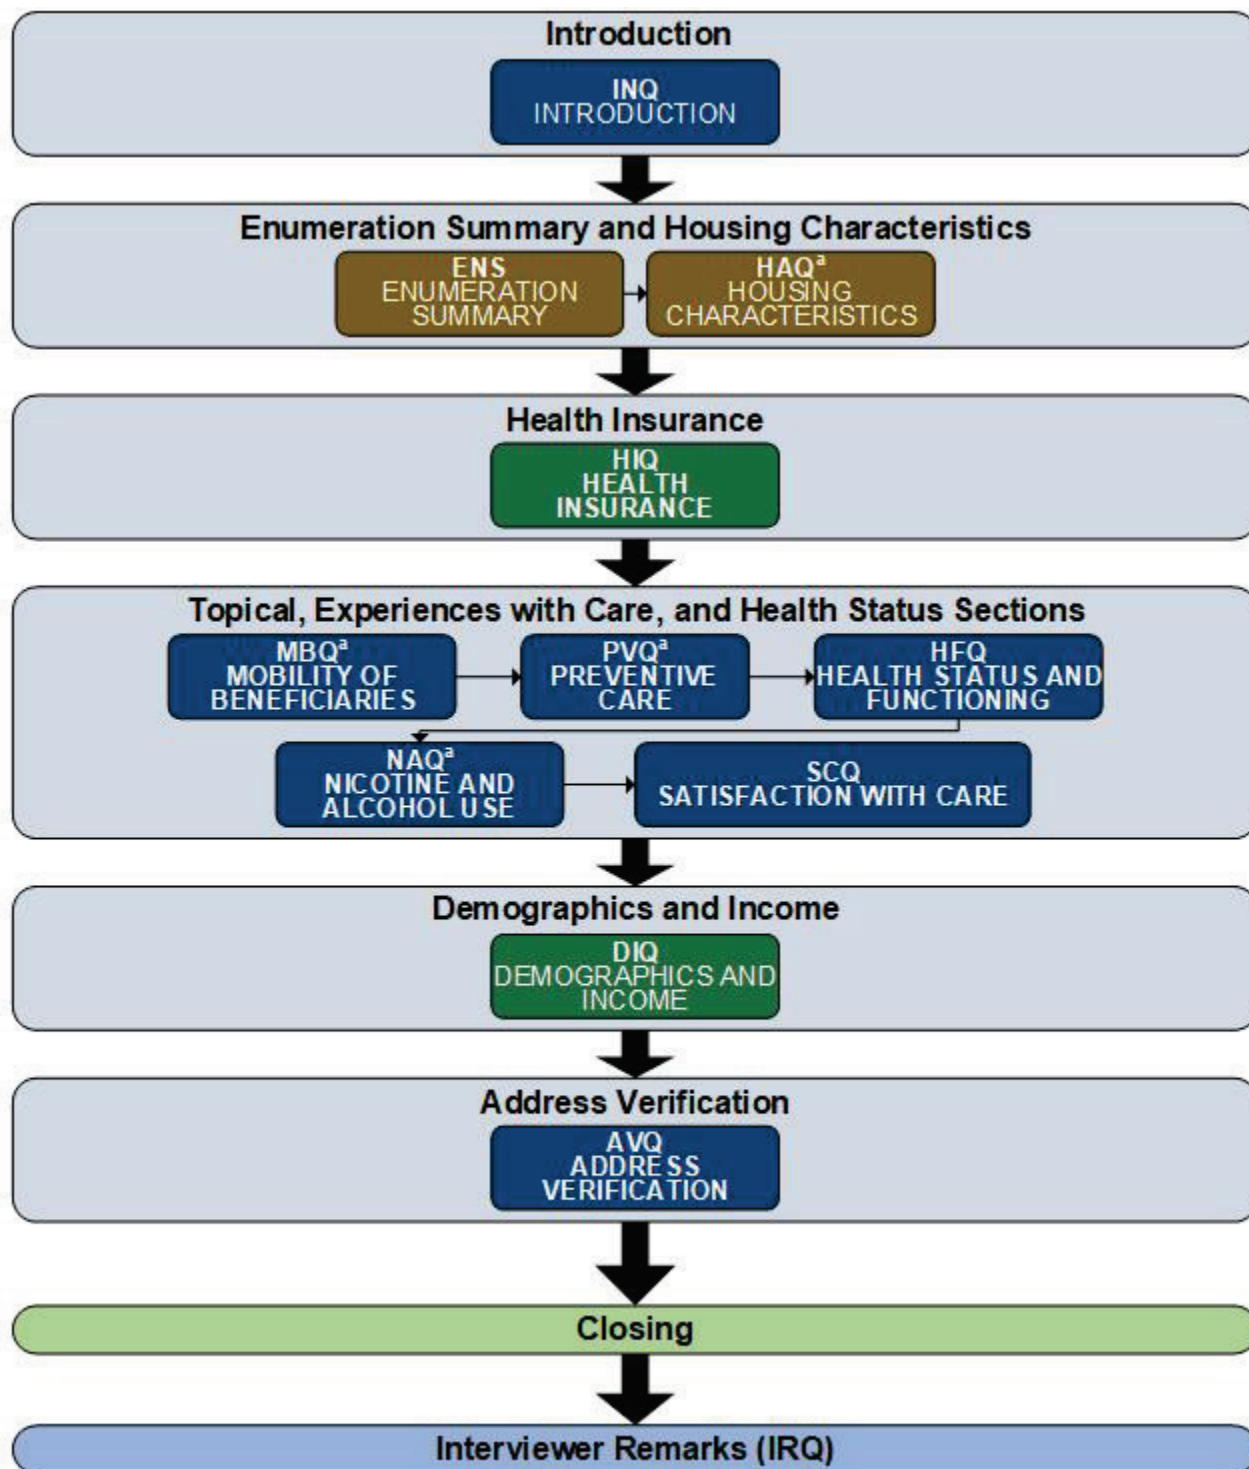 Introduction
INQ
INTRODUCTION
Enumeration Summary and Housing Characteristics
ENS
ENUMERATION
SUMMARY
HAQᵃ
HOUSING
CHARACTERISTICS
Health Insurance
HIQ
HEALTH
INSURANCE
Topical, Experiences with Care, and Health Status Sections
MBQᵃ
MOBILITY OF
BENEFICIARIES
PVQᵃ
PREVENTIVE
CARE
HFQ
HEALTH STATUS AND
FUNCTIONING
NAQᵃ
NICOTINE AND
ALCOHOL USE
SCQ
SATISFACTION WITH CARE
Demographics and Income
DIQ
DEMOGRAPHICS AND
INCOME
Address Verification
AVQ
ADDRESS
VERIFICATION
Closing
Interviewer Remarks (IRQ)